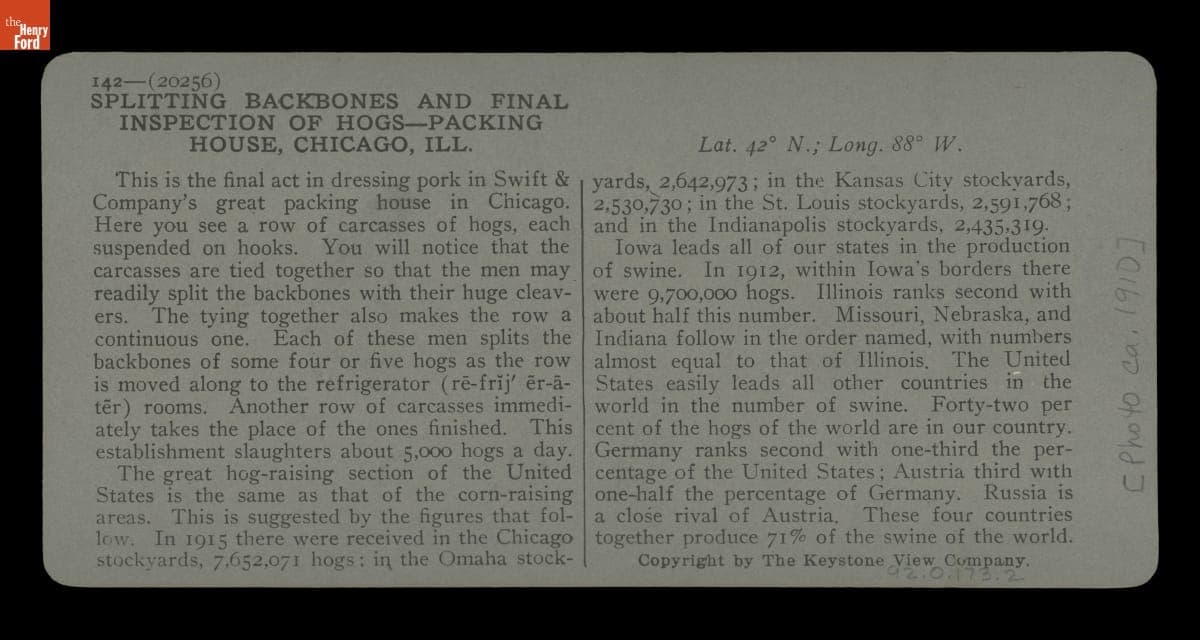 the
Henry
Ford
142—(20256)
SPLITTING BACKBONES AND FINAL
INSPECTION OF HOGS—PACKING
HOUSE, CHICAGO, ILL.
This is the final act in dressing pork in Swift &
Company's great packing house in Chicago.
Here you see a row of carcasses of hogs, each
suspended on hooks. You will notice that the
carcasses are tied together so that the men may
readily split the backbones with their huge cleav-
ers. The tying together also makes the row a
continuous one. Each of these men splits the
backbones of some four or five hogs as the row
is moved along to the refrigerator (rē-frĭj' ēr-ā-
tēr) rooms. Another row of carcasses immedi-
ately takes the place of the ones finished. This
establishment slaughters about 5,000 hogs a day.
The great hog-raising section of the United
States is the same as that of the corn-raising
areas. This is suggested by the figures that fol-
low. In 1915 there were received in the Chicago
stockyards, 7,652,071 hogs; in the Omaha stock-
Lat. 42° N.; Long. 88° W.
yards, 2,642,973; in the Kansas City stockyards,
2,530,730; in the St. Louis stockyards, 2,591,768;
and in the Indianapolis stockyards, 2,435,319.
Iowa leads all of our states in the production
of swine. In 1912, within Iowa's borders there
were 9,700,000 hogs. Illinois ranks second with
about half this number. Missouri, Nebraska, and
Indiana follow in the order named, with numbers
almost equal to that of Illinois. The United
States easily leads all other countries in the
world in the number of swine. Forty-two per
cent of the hogs of the world are in our country.
Germany ranks second with one-third the per-
centage of the United States; Austria third with
one-half the percentage of Germany. Russia is
a close rival of Austria. These four countries
together produce 71% of the swine of the world.
Copyright by The Keystone View Company.
92.0.173.2
[Photo ca. 1910]